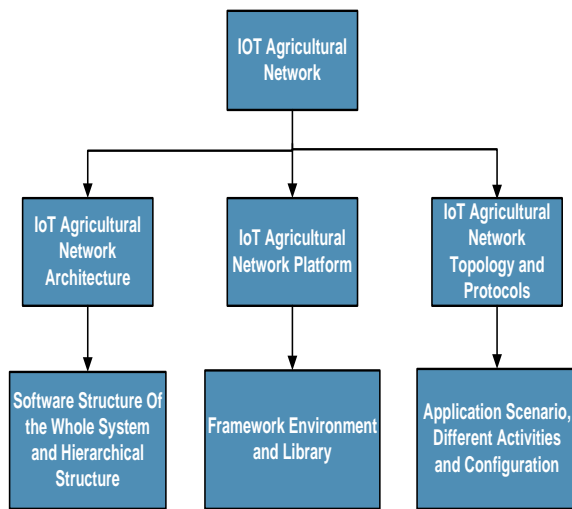 IOT Agricultural
Network
IoT Agricultural
Network
Architecture
IoT Agricultural
Network Platform
IoT Agricultural
Network
Topology and
Protocols
Software Structure Of
the Whole System
and Hierarchical
Structure
Framework Environment
and Library
Application Scenario,
Different Activities
and Configuration